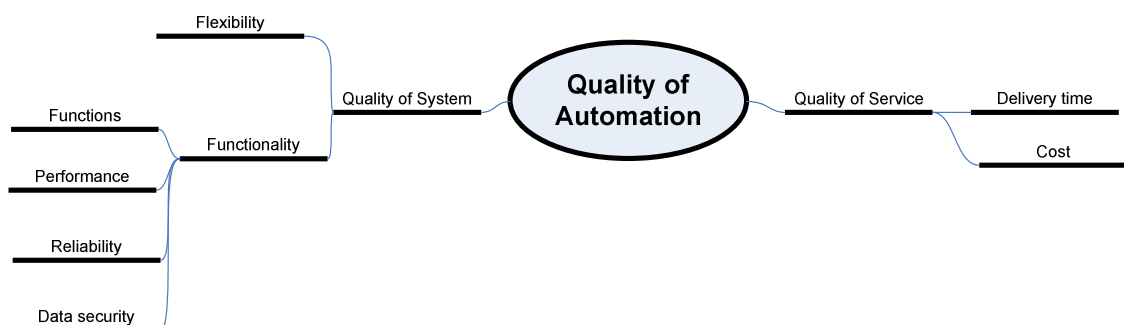 Flexibility
Quality of
Automation
Quality of System
Quality of Service
Delivery time
Functions
Functionality
Cost
Performance
Reliability
Data security